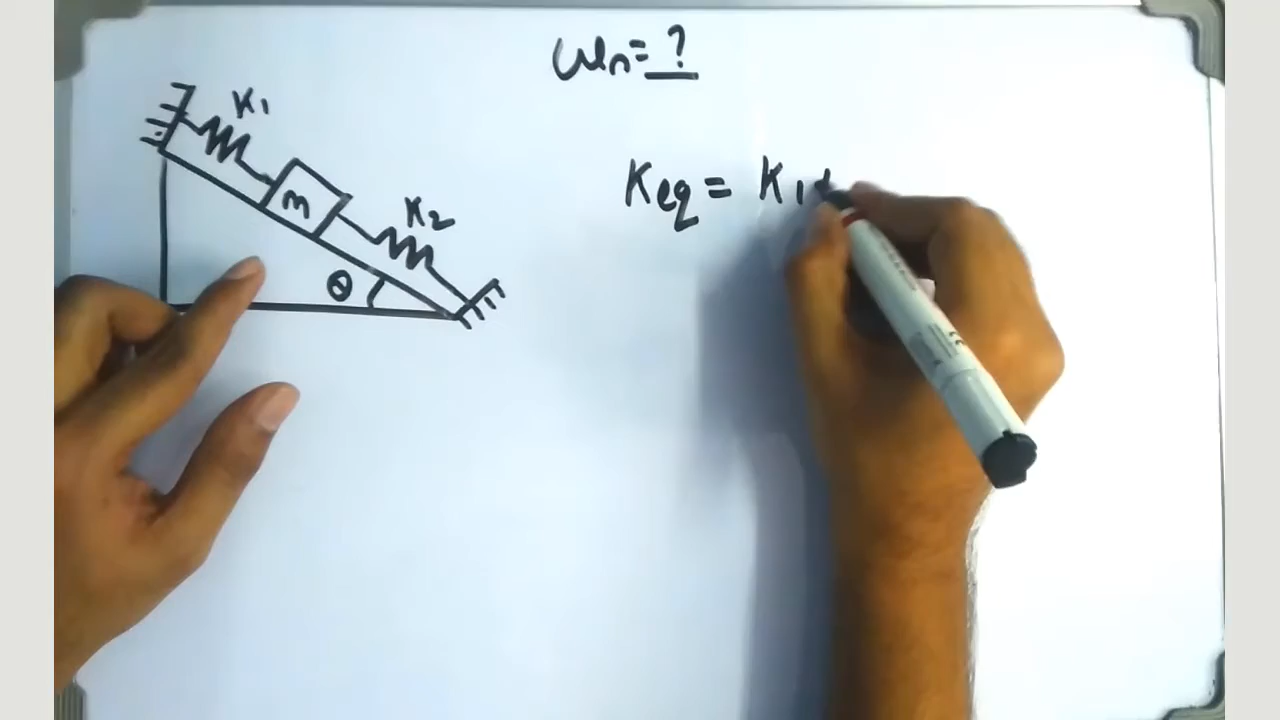 ωn = ?
K1
m
K2
θ
Keq = K1 +